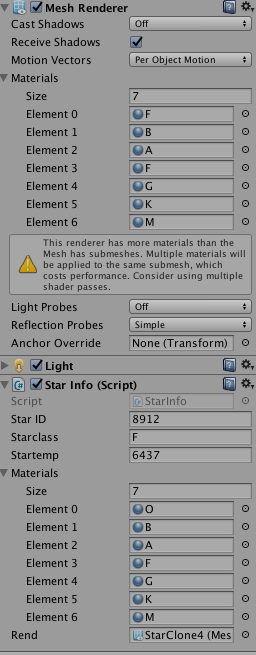 Mesh Renderer
Cast Shadows Off
Receive Shadows
Motion Vectors Per Object Motion
Materials
Size 7
Element 0 F
Element 1 B
Element 2 A
Element 3 F
Element 4 G
Element 5 K
Element 6 M
This renderer has more materials than the
Mesh has submeshes. Multiple materials will
be applied to the same submesh, which
costs performance. Consider using multiple
shader passes.
Light Probes Off
Reflection Probes Simple
Anchor Override None (Transform)
Light
Star Info (Script)
Script StarInfo
Star ID 8912
Starclass F
Startemp 6437
Materials
Size 7
Element 0 O
Element 1 B
Element 2 A
Element 3 F
Element 4 G
Element 5 K
Element 6 M
Rend StarClone4 (Mes